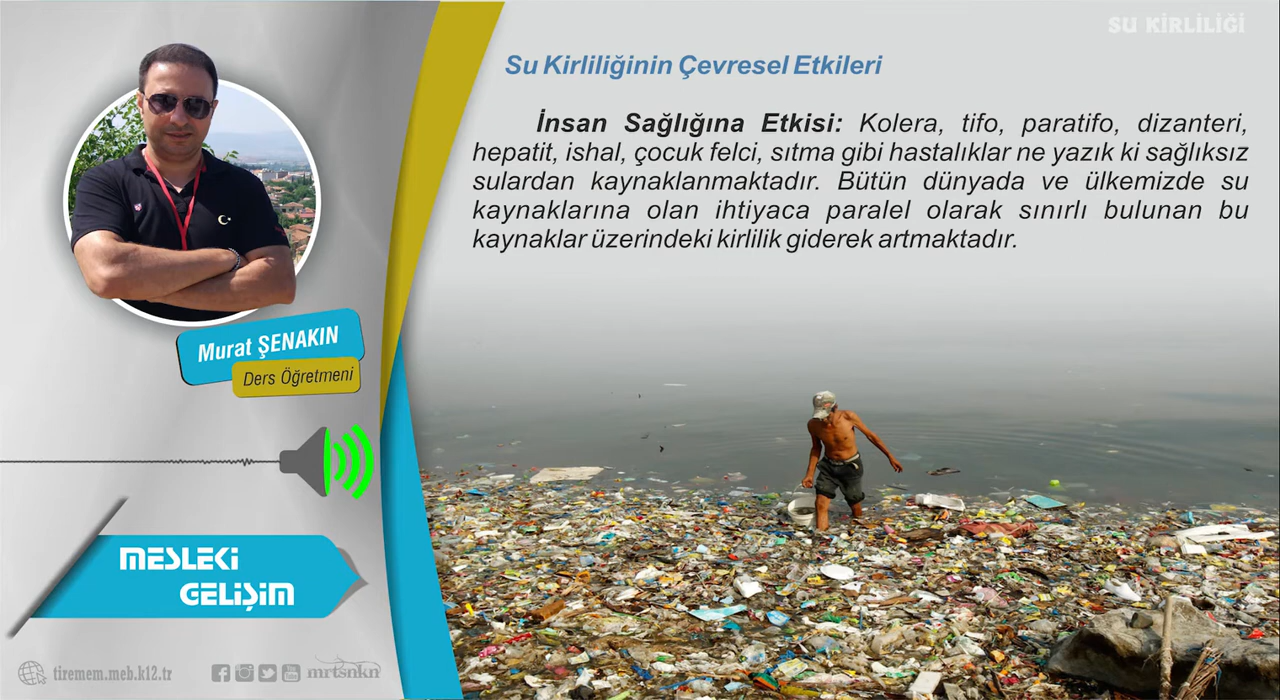 SU KİRLİLİĞİ
Su Kirliliğinin Çevresel Etkileri
İnsan Sağlığına Etkisi: Kolera, tifo, paratifo, dizanteri,
hepatit, ishal, çocuk felci, sıtma gibi hastalıklar ne yazık ki sağlıksız
sulardan kaynaklanmaktadır. Bütün dünyada ve ülkemizde su
kaynaklarına olan ihtiyaca paralel olarak sınırlı bulunan bu
kaynaklar üzerindeki kirlilik giderek artmaktadır.
Murat ŞENAKIN
Ders Öğretmeni
MESLEKİ
GELİŞİM
tiremem.meb.k12.tr
mrtsnkn